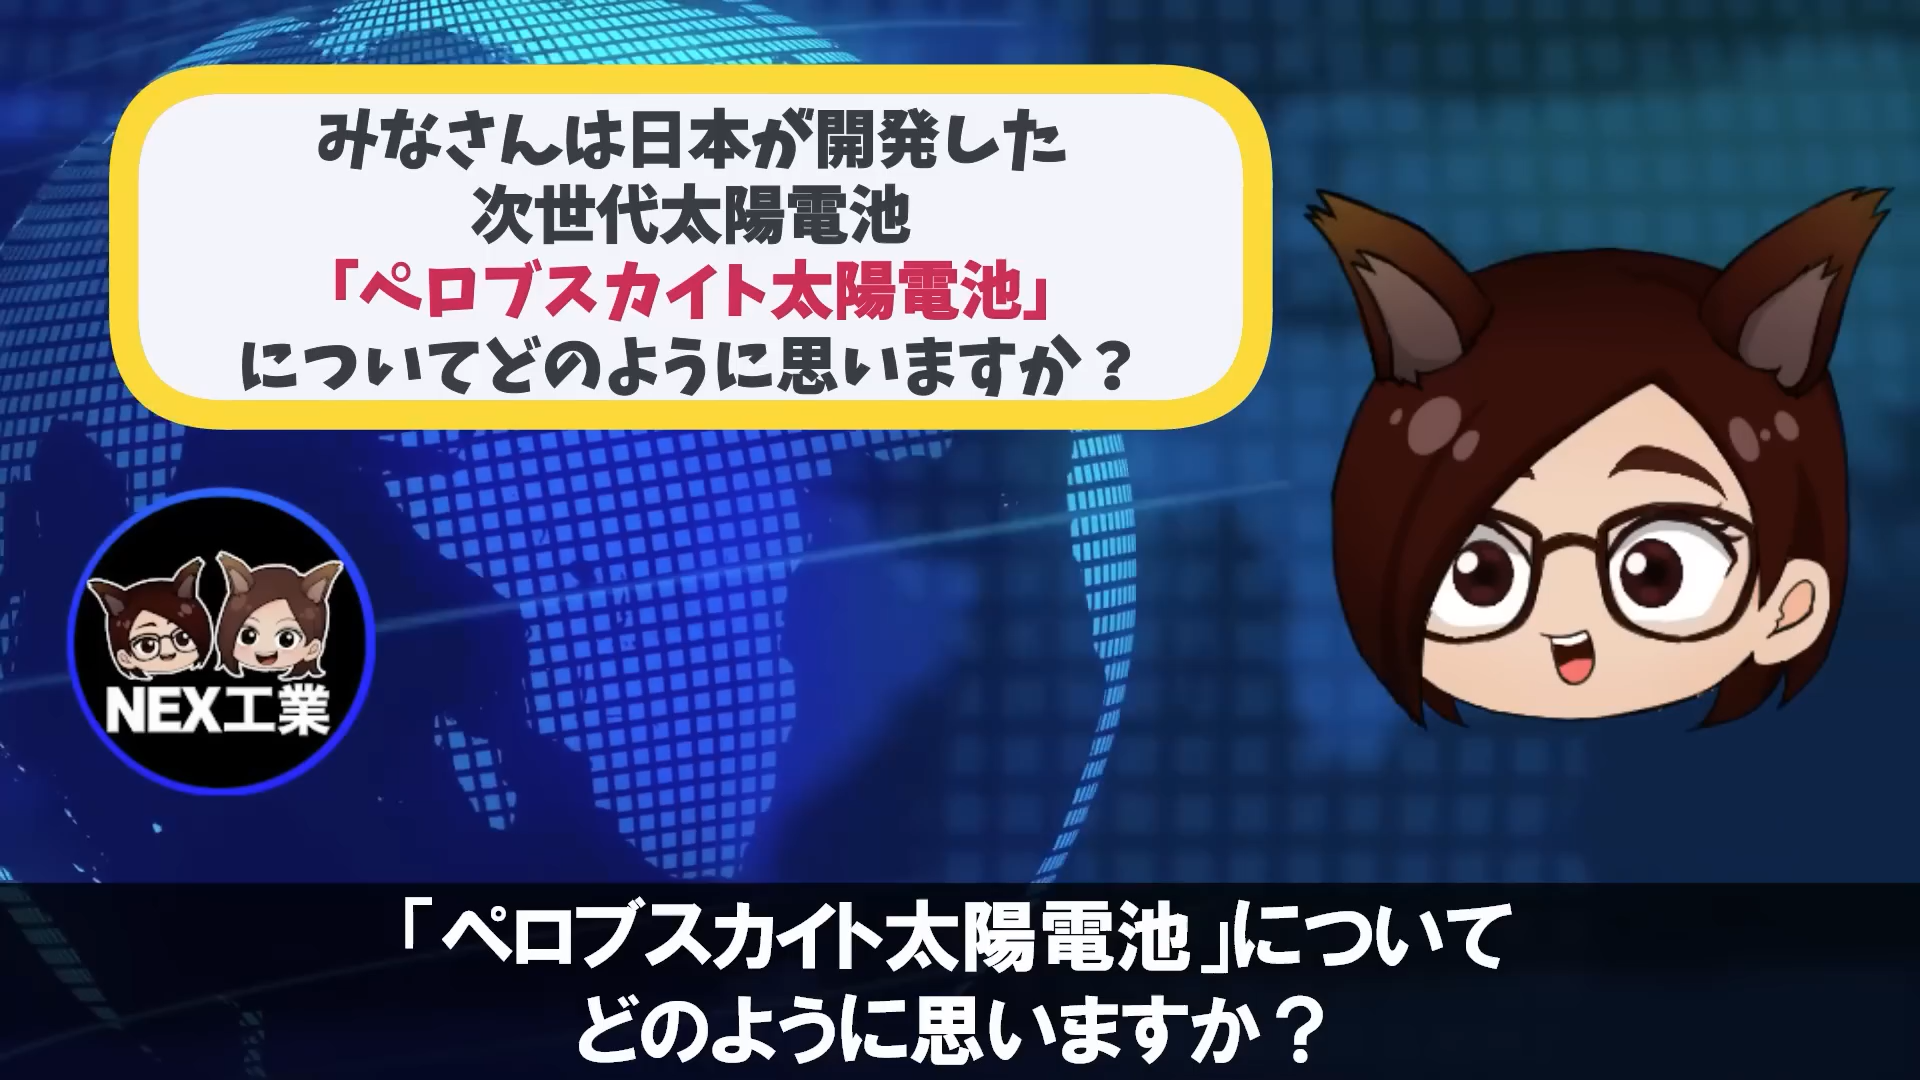 みなさんは日本が開発した
次世代太陽電池
「ペロブスカイト太陽電池」
についてどのように思いますか？
NEX工業
「ペロブスカイト太陽電池」について
どのように思いますか？